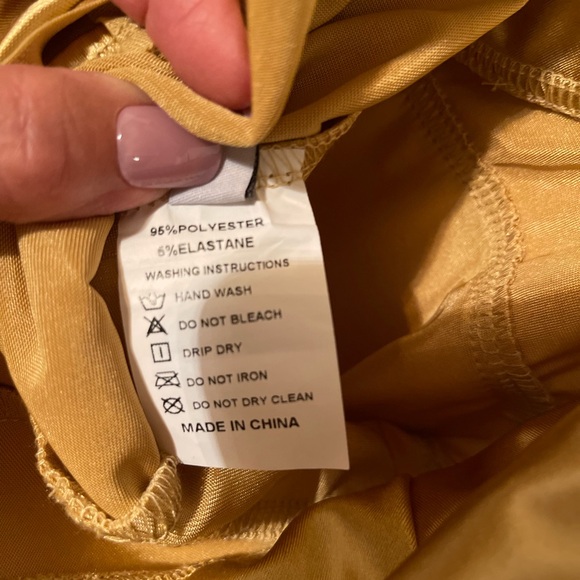 95%POLYESTER
5%ELASTANE
WASHING INSTRUCTIONS
HAND WASH
DO NOT BLEACH
DRIP DRY
DO NOT IRON
DO NOT DRY CLEAN
MADE IN CHINA